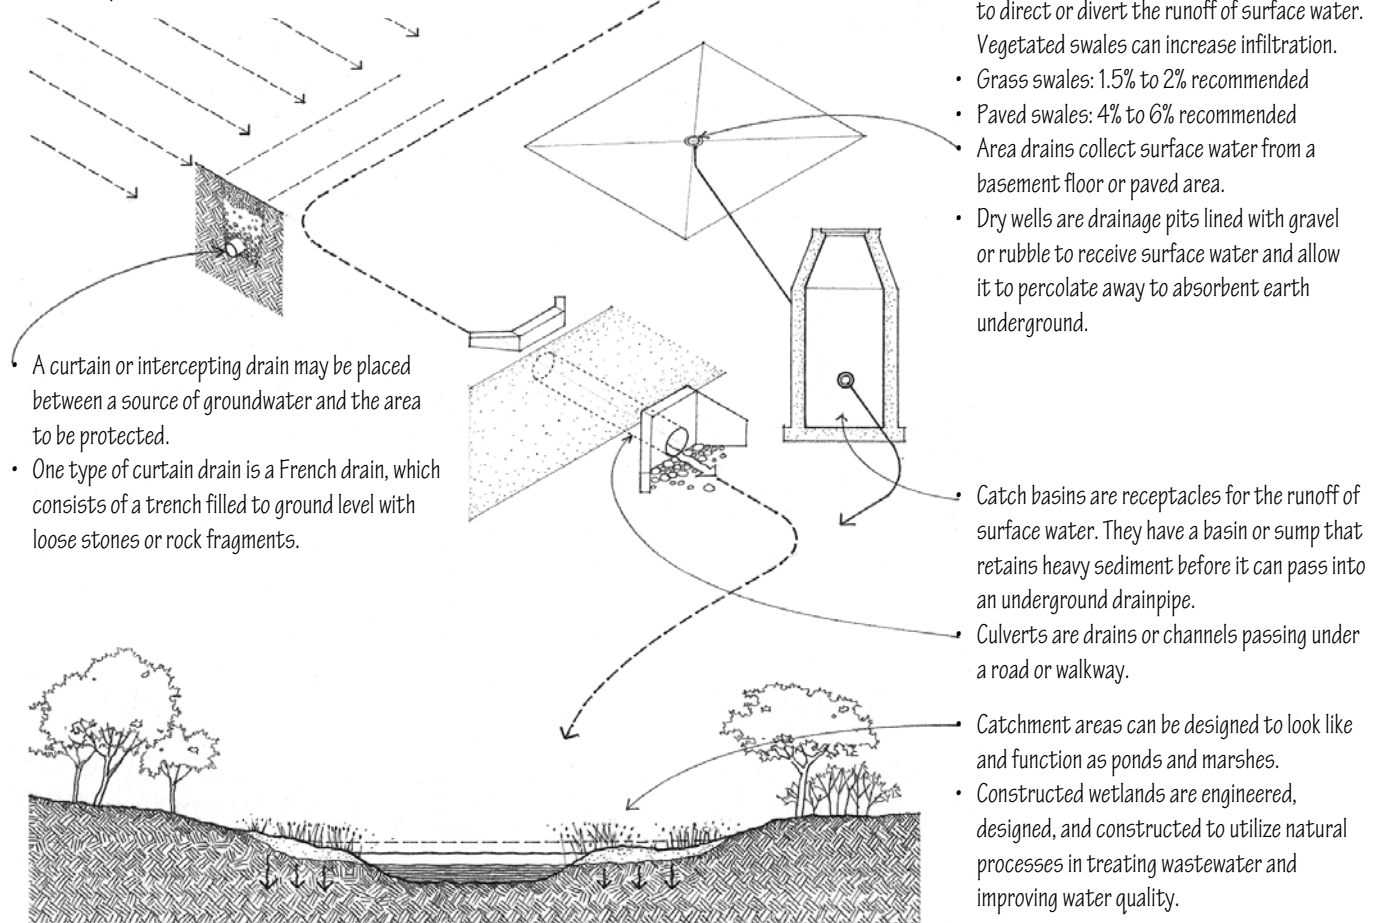 to direct or divert the runoff of surface water.
Vegetated swales can increase infiltration.
• Grass swales: 1.5% to 2% recommended
• Paved swales: 4% to 6% recommended
• Area drains collect surface water from a
basement floor or paved area.
• Dry wells are drainage pits lined with gravel
or rubble to receive surface water and allow
it to percolate away to absorbent earth
underground.
• A curtain or intercepting drain may be placed
between a source of groundwater and the area
to be protected.
• One type of curtain drain is a French drain, which
consists of a trench filled to ground level with
loose stones or rock fragments.
• Catch basins are receptacles for the runoff of
surface water. They have a basin or sump that
retains heavy sediment before it can pass into
an underground drainpipe.
• Culverts are drains or channels passing under
a road or walkway.
• Catchment areas can be designed to look like
and function as ponds and marshes.
• Constructed wetlands are engineered,
designed, and constructed to utilize natural
processes in treating wastewater and
improving water quality.